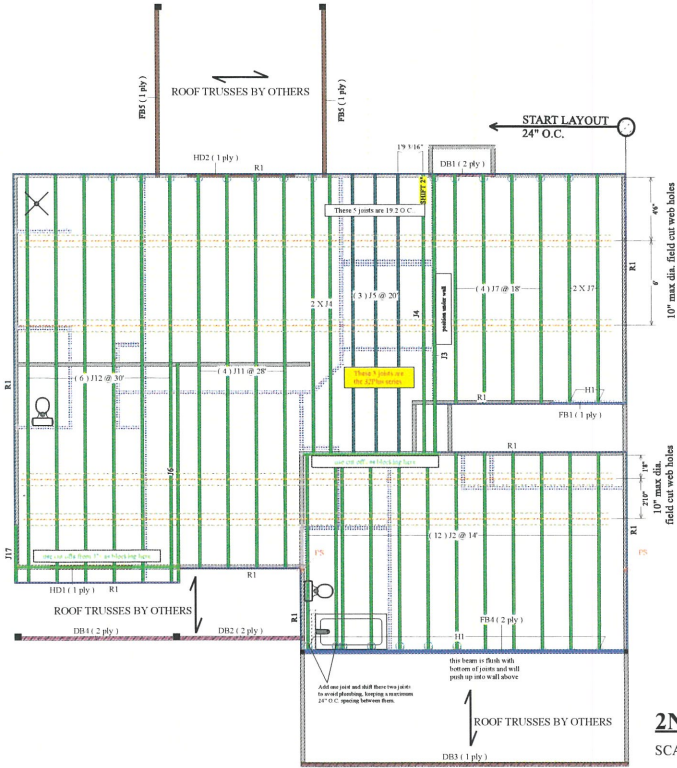 FB5 ( 1 ply )
ROOF TRUSSES BY OTHERS
FB5 ( 1 ply )
START LAYOUT
24" O.C.
1'9 3/16"
DB1 ( 2 ply )
HD2 ( 1 ply )
R1
SHIFT 2"
These 5 joists are 19.2 O.C.
4'6"
6'
R1
10" max dia. field cut web holes
2 X J4
( 3 ) J5 @ 20'
J4
position under wall
J3
( 4 ) J7 @ 18'
2 X J7
These 5 joists are
R1
( 6 ) J12 @ 30'
( 4 ) J11 @ 28'
H1
R1
FB1 ( 1 ply )
R1
J6
1'8"
2'10"
10" max dia.
field cut web holes
R1
( 12 ) J2 @ 14'
J17
HD1 ( 1 ply )
R1
R1
ROOF TRUSSES BY OTHERS
R1
DB4 ( 2 ply )
DB2 ( 2 ply )
FB4 ( 2 ply )
H1
this beam is flush with
bottom of joists and will
push up into wall above
Add one joist and shift these two joists
to avoid plumbing, keeping a maximum
24" O.C. spacing between them.
ROOF TRUSSES BY OTHERS
DB3 ( 1 ply )
2N
SCA